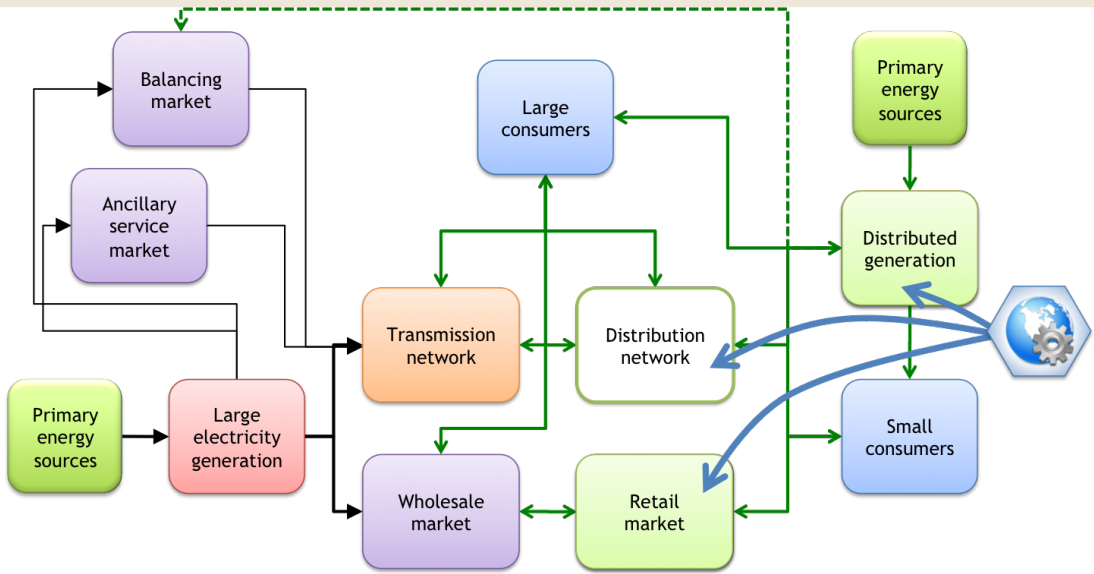 Balancing
market
Large
consumers
Primary
energy
sources
Ancillary
service
market
Distributed
generation
Transmission
network
Distribution
network
Primary
energy
sources
Large
electricity
generation
Small
consumers
Wholesale
market
Retail
market